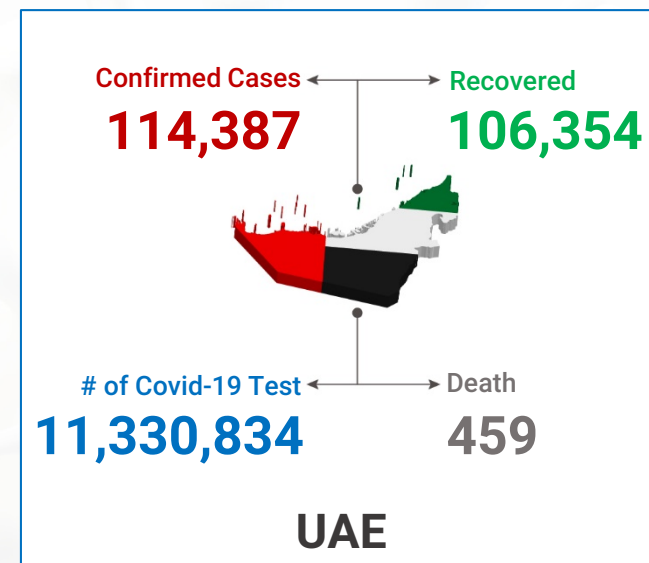 Confirmed Cases
114,387
Recovered
106,354
# of Covid-19 Test
11,330,834
Death
459
UAE